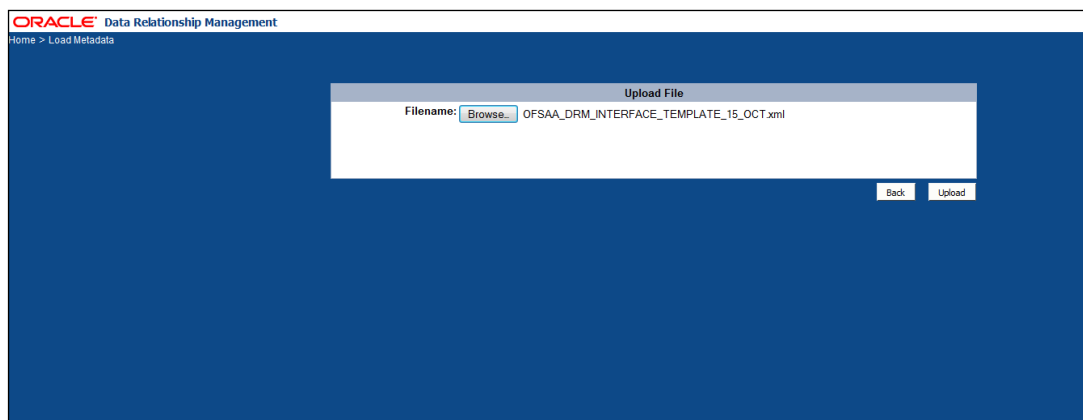 ORACLE Data Relationship Management
Home > Load Metadata
Upload File
Filename: Browse... OFSAA_DRM_INTERFACE_TEMPLATE_15_OCT.xml
Back Upload